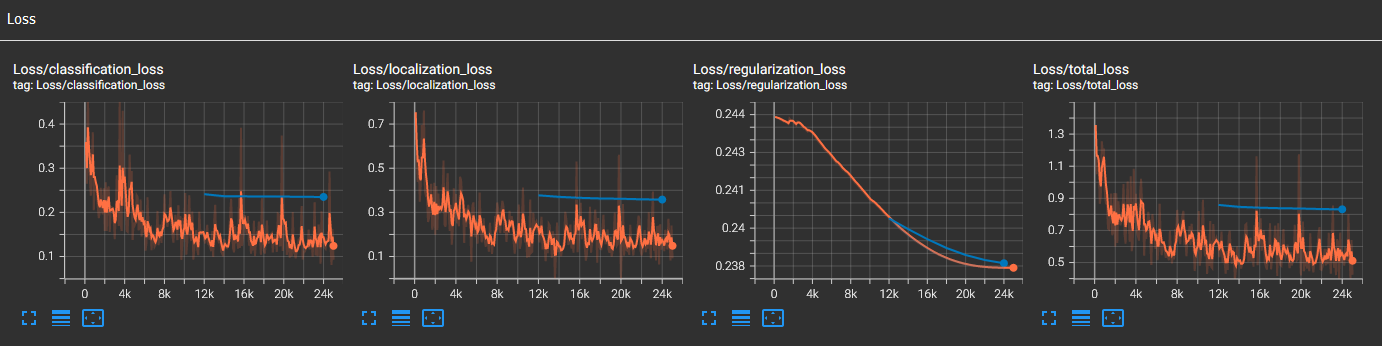 Loss
Loss/classification_loss
tag: Loss/classification_loss
0.4
0.3
0.2
0.1
0 4k 8k 12k 16k 20k 24k
Loss/localization_loss
tag: Loss/localization_loss
0.7
0.5
0.3
0.1
0 4k 8k 12k 16k 20k 24k
Loss/regularization_loss
tag: Loss/regularization_loss
0.244
0.243
0.241
0.24
0.238
0 4k 8k 12k 16k 20k 24k
Loss/total_loss
tag: Loss/total_loss
1.3
1.1
0.9
0.7
0.5
0 4k 8k 12k 16k 20k 24k